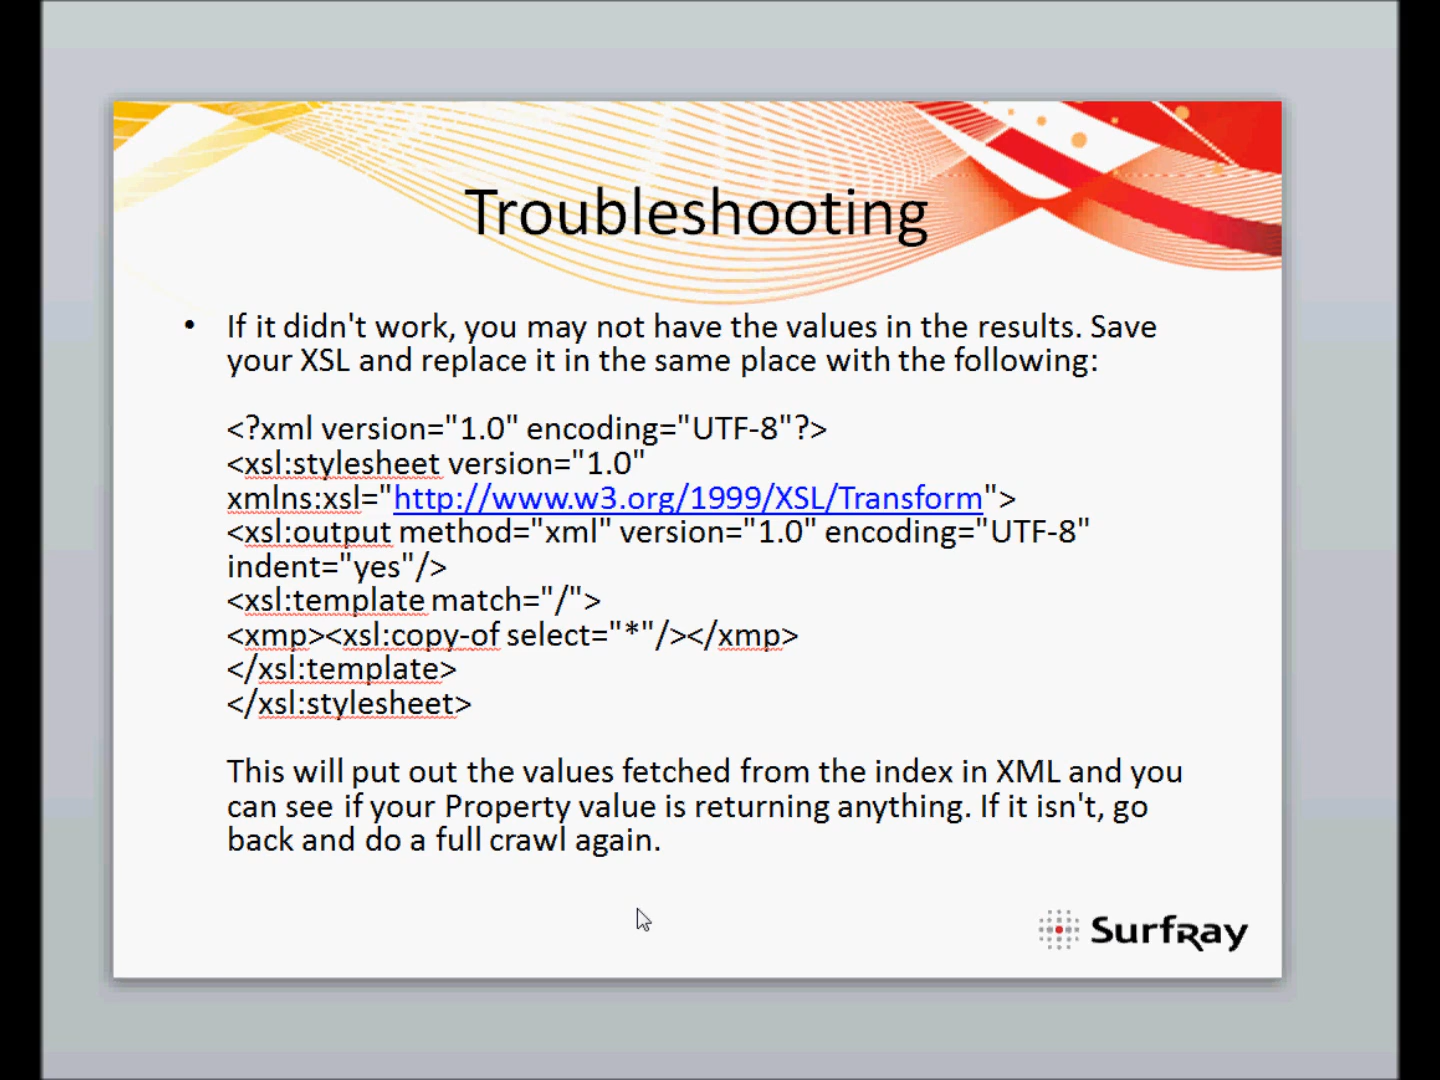 Troubleshooting
• If it didn't work, you may not have the values in the results. Save
your XSL and replace it in the same place with the following:
<?xml version="1.0" encoding="UTF-8"?>
<xsl:stylesheet version="1.0"
xmlns:xsl="http://www.w3.org/1999/XSL/Transform">
<xsl:output method="xml" version="1.0" encoding="UTF-8"
indent="yes"/>
<xsl:template match="/">
<xmp><xsl:copy-of select="*"/></xmp>
</xsl:template>
</xsl:stylesheet>
This will put out the values fetched from the index in XML and you
can see if your Property value is returning anything. If it isn't, go
back and do a full crawl again.
SurfRay